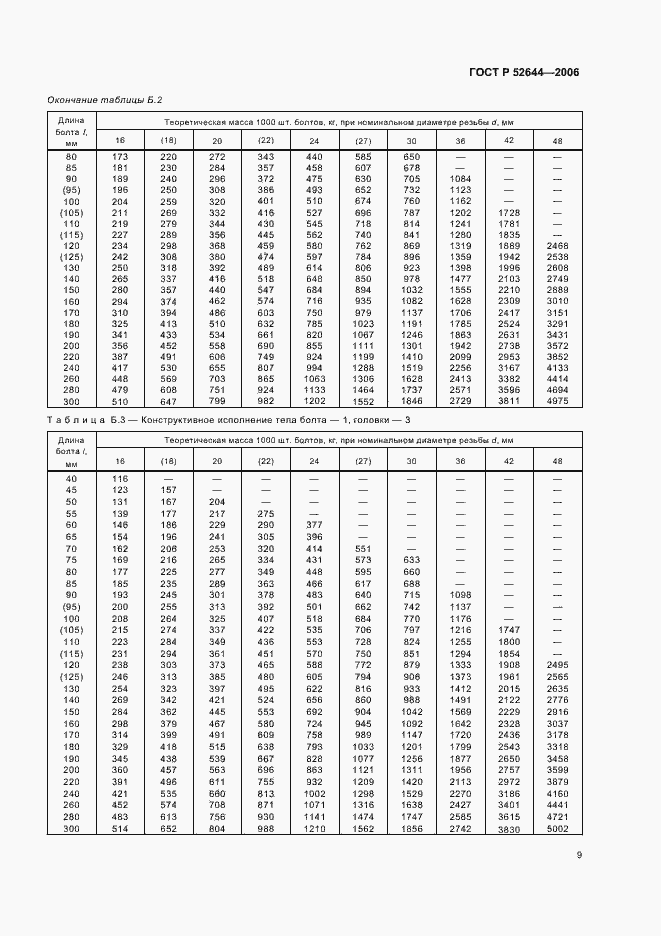 ГОСТ Р 52644—2006
Окончание таблицы Б.2
Длина болта l, мм Теоретическая масса 1000 шт. болтов, кг, при номинальном диаметре резьбы d, мм
16 (18) 20 (22) 24 (27) 30 36 42 48
80 173 220 272 343 440 585 650 — — —
85 181 230 284 357 458 607 678 — — —
90 189 240 296 372 475 630 705 1084 — —
(95) 196 250 308 386 493 652 732 1123 — —
100 204 259 320 401 510 674 760 1162 — —
(105) 211 269 332 416 527 696 787 1202 1728 —
110 219 279 344 430 545 718 814 1241 1781 —
(115) 227 289 356 445 562 740 841 1280 1835 —
120 234 298 368 459 580 762 869 1319 1889 2468
(125) 242 308 380 474 597 784 896 1359 1942 2538
130 250 318 392 489 614 806 923 1398 1996 2608
140 265 337 416 518 648 850 978 1477 2103 2749
150 280 357 440 547 684 894 1032 1555 2210 2889
160 294 374 462 574 716 935 1082 1628 2309 3010
170 310 394 486 603 750 979 1137 1706 2417 3151
180 325 413 510 632 785 1023 1191 1785 2524 3291
190 341 433 534 661 820 1067 1246 1863 2631 3431
200 356 452 558 690 855 1111 1301 1942 2738 3572
220 387 491 606 749 924 1199 1410 2099 2953 3852
240 417 530 655 807 994 1288 1519 2256 3167 4133
260 448 569 703 865 1063 1306 1628 2413 3382 4414
280 479 608 751 924 1133 1464 1737 2571 3596 4694
300 510 647 799 982 1202 1552 1846 2729 3811 4975
Таблица Б.3 — Конструктивное исполнение тела болта — 1, головки — 3
Длина болта l, мм Теоретическая масса 1000 шт. болтов, кг, при номинальном диаметре резьбы d, мм
16 (18) 20 (22) 24 (27) 30 36 42 48
40 116 — — — — — — — — —
45 123 157 — — — — — — — —
50 131 167 204 — — — — — — —
55 139 177 217 275 — — — — — —
60 146 186 229 290 377 — — — — —
65 154 196 241 305 396 — — — — —
70 162 206 253 320 414 551 — — — —
75 169 216 265 334 431 573 633 — — —
80 177 225 277 349 448 595 660 — — —
85 185 235 289 363 466 617 688 — — —
90 193 245 301 378 483 640 715 1098 — —
(95) 200 255 313 392 501 662 742 1137 — —
100 208 264 325 407 518 684 770 1176 — —
(105) 215 274 337 422 535 706 797 1216 1747 —
110 223 284 349 436 553 728 824 1255 1800 —
(115) 231 294 361 451 570 750 851 1294 1854 —
120 238 303 373 465 588 772 879 1333 1908 2495
(125) 246 313 385 480 605 794 906 1373 1961 2565
130 254 323 397 495 622 816 933 1412 2015 2635
140 269 342 421 524 656 860 988 1491 2122 2776
150 284 362 445 553 692 904 1042 1569 2229 2916
160 298 379 467 580 724 945 1092 1642 2328 3037
170 314 399 491 609 758 989 1147 1720 2436 3178
180 329 418 515 638 793 1033 1201 1799 2543 3318
190 345 438 539 667 828 1077 1256 1877 2650 3458
200 360 457 563 696 863 1121 1311 1956 2757 3599
220 391 496 611 755 932 1209 1420 2113 2972 3879
240 421 535 660 813 1002 1298 1529 2270 3186 4160
260 452 574 708 871 1071 1316 1638 2427 3401 4441
280 483 613 756 930 1141 1474 1747 2585 3615 4721
300 514 652 804 988 1210 1562 1856 2742 3830 5002
9